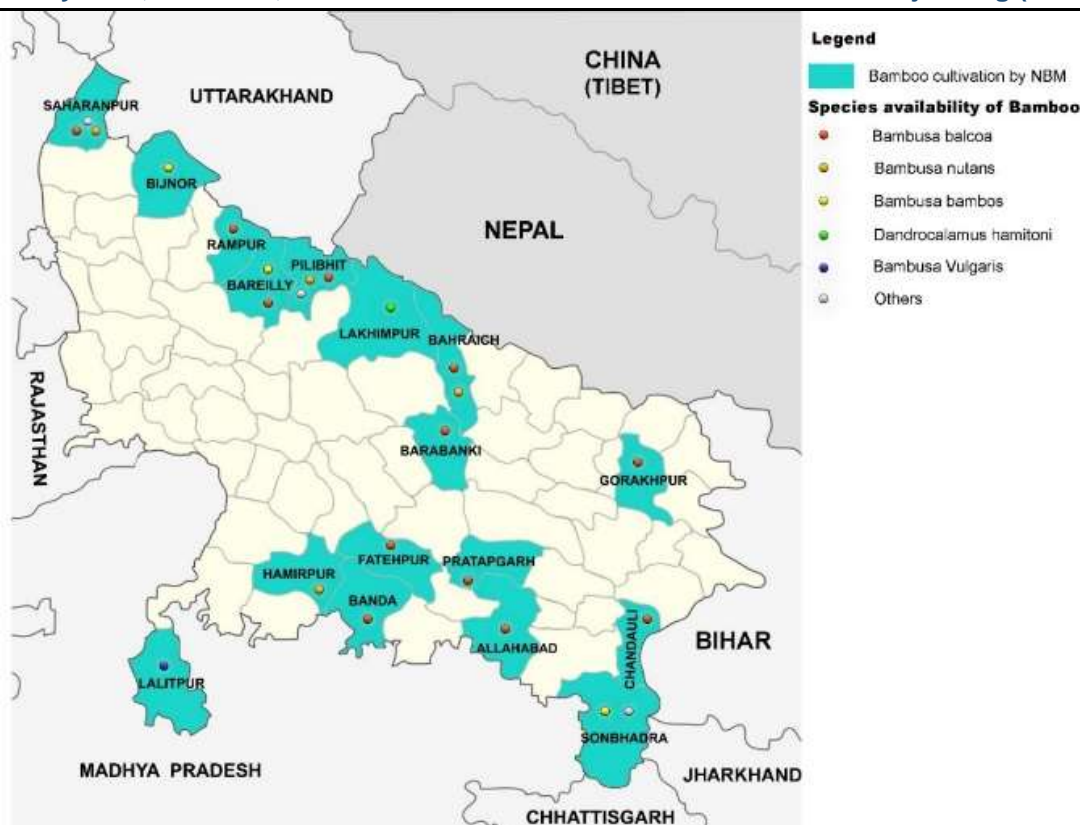 CHINA
(TIBET)
UTTARAKHAND
SAHARANPUR
BIJNOR
NEPAL
RAMPUR
PILIBHIT
BAREILLY
LAKHIMPUR
BAHRAICH
RAJASTHAN
BARABANKI
GORAKHPUR
FATEHPUR
PRATAPGARH
HAMIRPUR
BANDA
ALLAHABAD
CHANDAULI
BIHAR
LALITPUR
SONBHADRA
MADHYA PRADESH
JHARKHAND
CHHATTISGARH
Legend
Bamboo cultivation by NBM
Species availability of Bamboo
Bambusa balcoa
Bambusa nutans
Bambusa bambos
Dandrocalamus hamitoni
Bambusa Vulgaris
Others